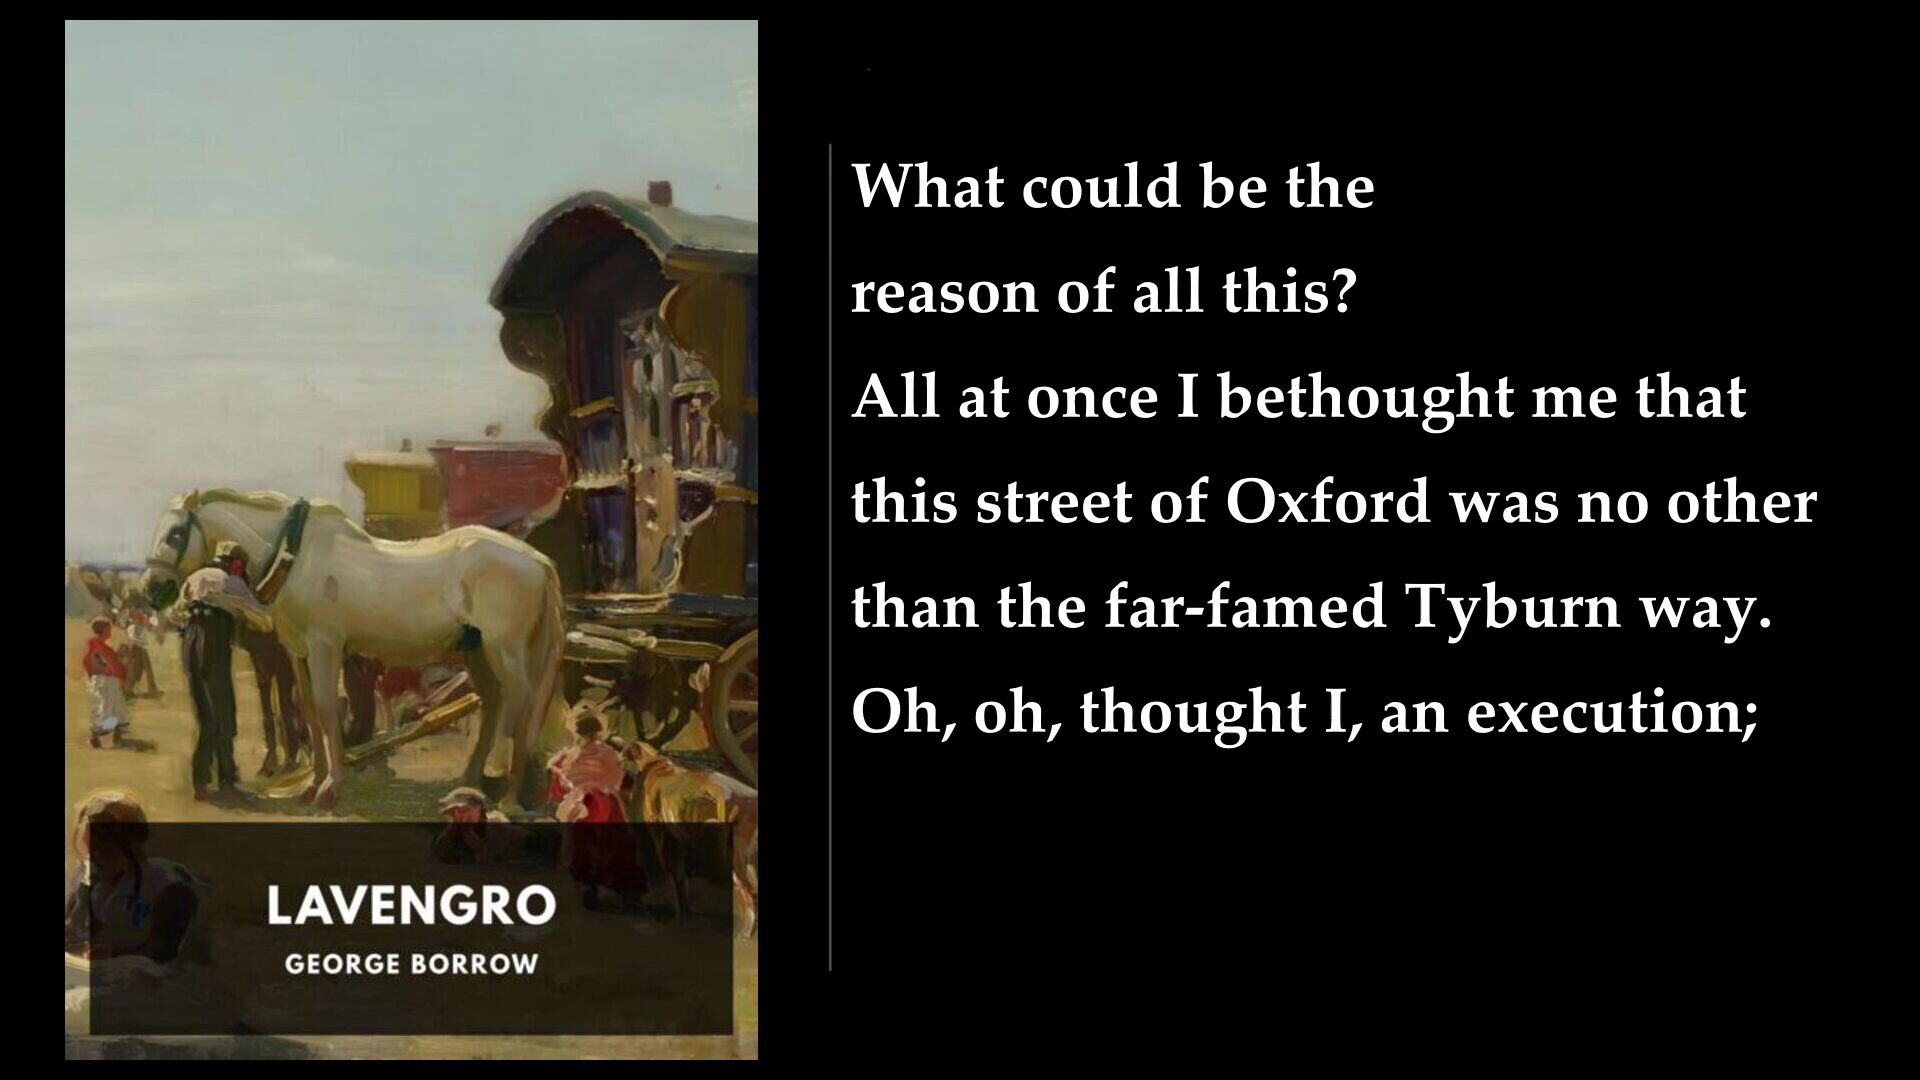 What could be the
reason of all this?
All at once I bethought me that
this street of Oxford was no other
than the far-famed Tyburn way.
Oh, oh, thought I, an execution;
LAVENGRO
GEORGE BORROW